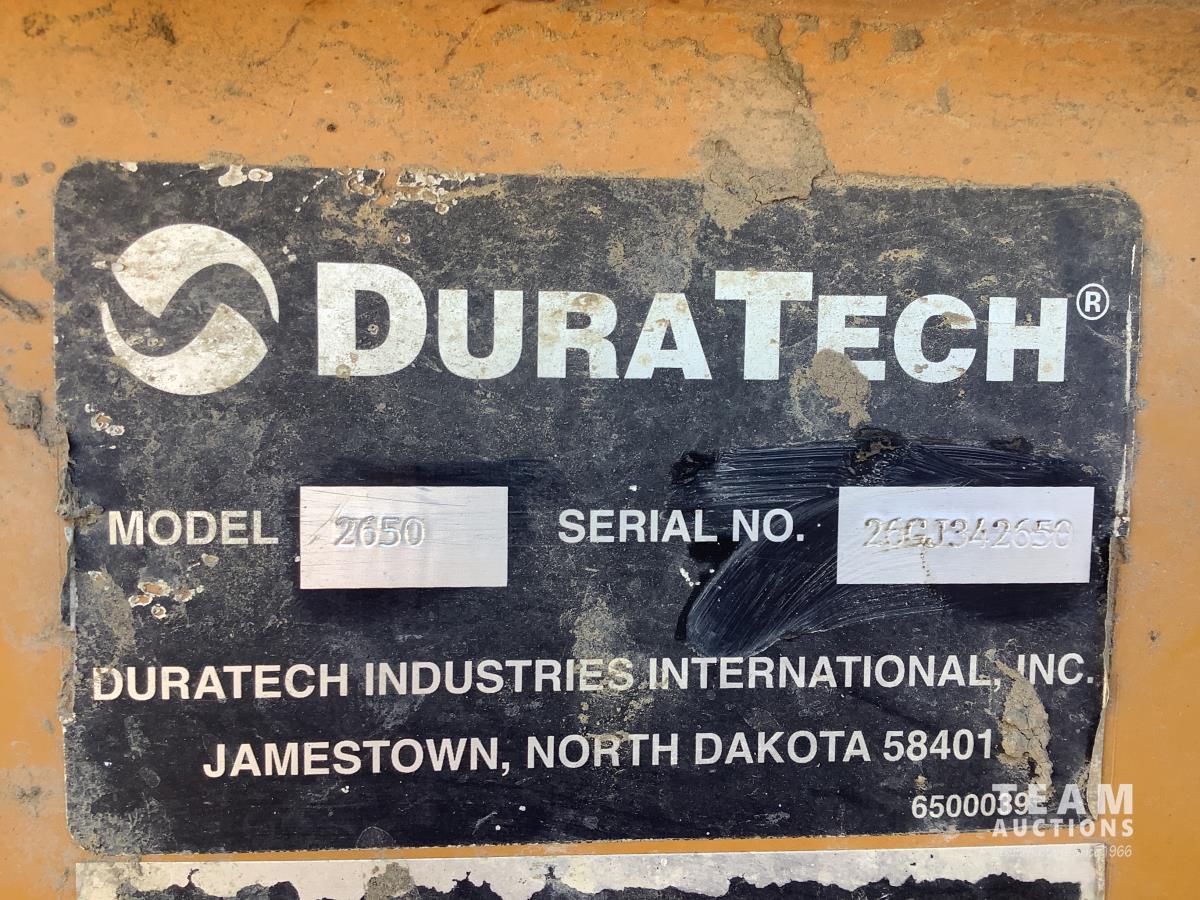 DURATECH®
MODEL 2650 SERIAL NO. 26GJ342650
DURATECH INDUSTRIES INTERNATIONAL, INC.
JAMESTOWN, NORTH DAKOTA 58401
6500039
TEAM
AUCTIONS